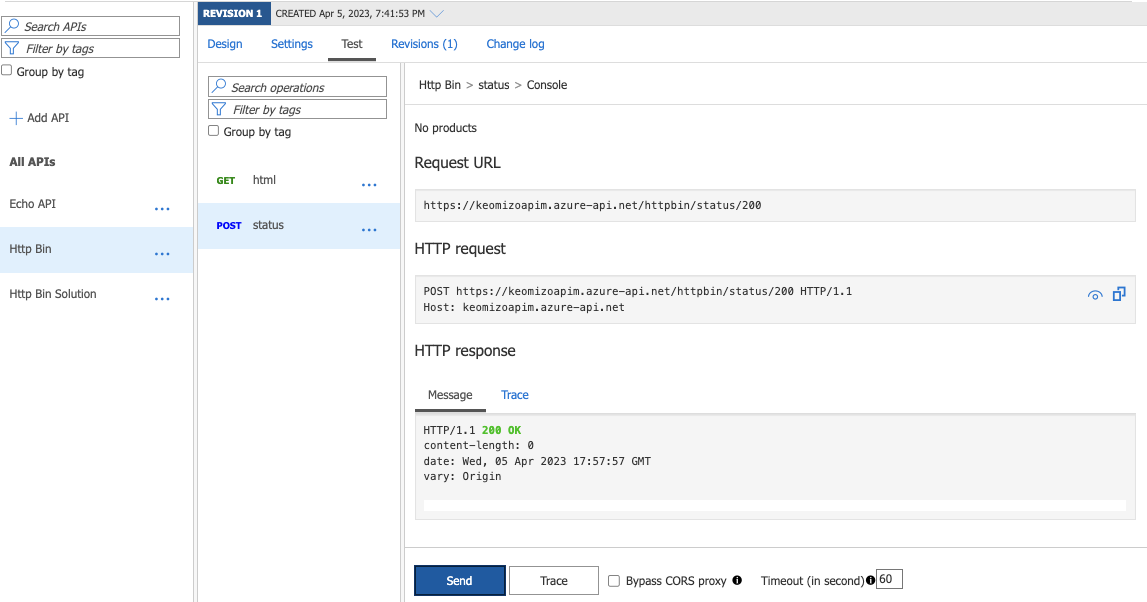 REVISION 1 CREATED Apr 5, 2023, 7:41:53 PM
Search APIs
Filter by tags
Group by tag
Add API
All APIs
Echo API ...
Http Bin ...
Http Bin Solution ...
Design Settings Test Revisions (1) Change log
Search operations
Filter by tags
Group by tag
GET html ...
POST status ...
Http Bin > status > Console
No products
Request URL
https://keomizoapim.azure-api.net/httpbin/status/200
HTTP request
POST https://keomizoapim.azure-api.net/httpbin/status/200 HTTP/1.1
Host: keomizoapim.azure-api.net
HTTP response
Message Trace
HTTP/1.1 200 OK
content-length: 0
date: Wed, 05 Apr 2023 17:57:57 GMT
vary: Origin
Send Trace Bypass CORS proxy Timeout (in second) 60